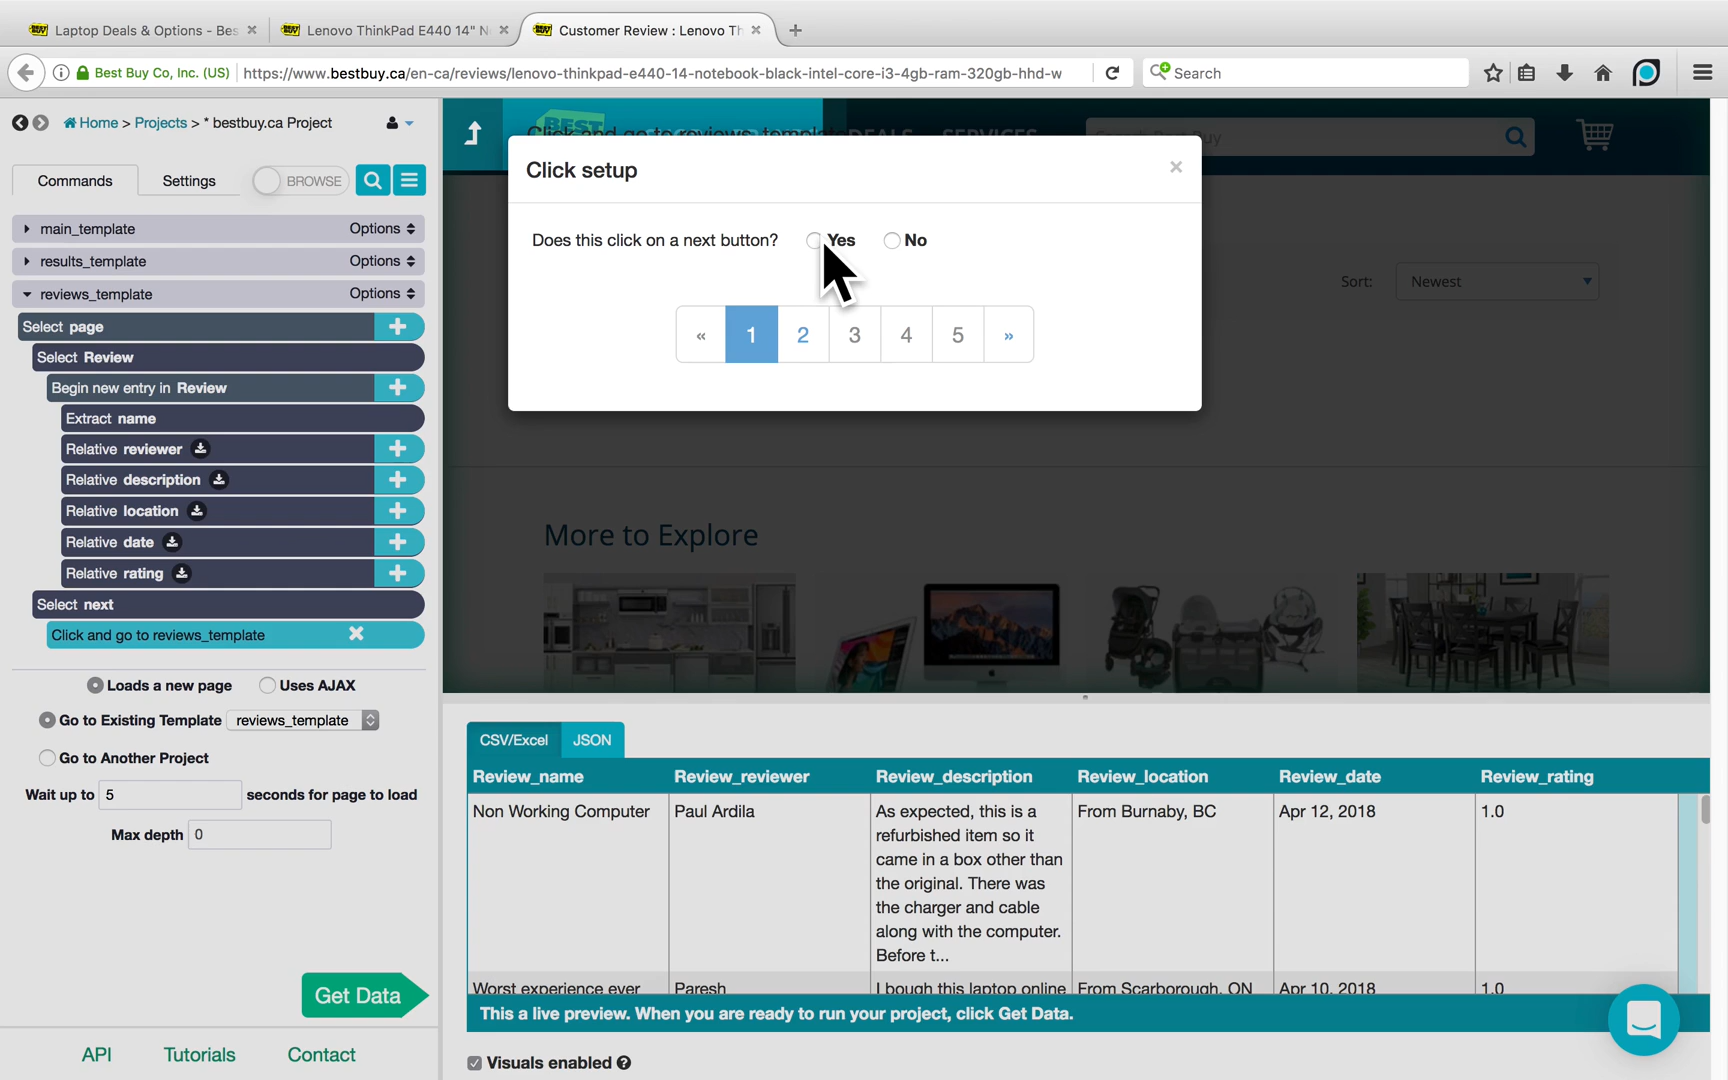 Laptop Deals & Options - Bes
Lenovo ThinkPad E440 14" N
Customer Review : Lenovo Th
Best Buy Co, Inc. (US)
https://www.bestbuy.ca/en-ca/reviews/lenovo-thinkpad-e440-14-notebook-black-intel-core-i3-4gb-ram-320gb-hhd-w
Search
Home > Projects > * bestbuy.ca Project
Commands
Settings
BROWSE
main_template
Options
results_template
Options
reviews_template
Options
Select page
Select Review
Begin new entry in Review
Extract name
Relative reviewer
Relative description
Relative location
Relative date
Relative rating
Select next
Click and go to reviews_template
Loads a new page
Uses AJAX
Go to Existing Template
reviews_template
Go to Another Project
Wait up to 5 seconds for page to load
Max depth 0
Get Data
API
Tutorials
Contact
BEST
Click and go to reviews_template
DEALS
SERVICES
Buy
Click setup
×
Does this click on a next button?
Yes
No
« 1 2 3 4 5 »
Sort:
Newest
More to Explore
CSV/Excel
JSON
Review_name
Review_reviewer
Review_description
Review_location
Review_date
Review_rating
Non Working Computer
Paul Ardila
As expected, this is a
refurbished item so it
came in a box other than
the original. There was
the charger and cable
along with the computer.
Before t...
From Burnaby, BC
Apr 12, 2018
1.0
Worst experience ever
Paresh
I bough this laptop online
From Scarborough, ON
Apr 10, 2018
1.0
This a live preview. When you are ready to run your project, click Get Data.
Visuals enabled